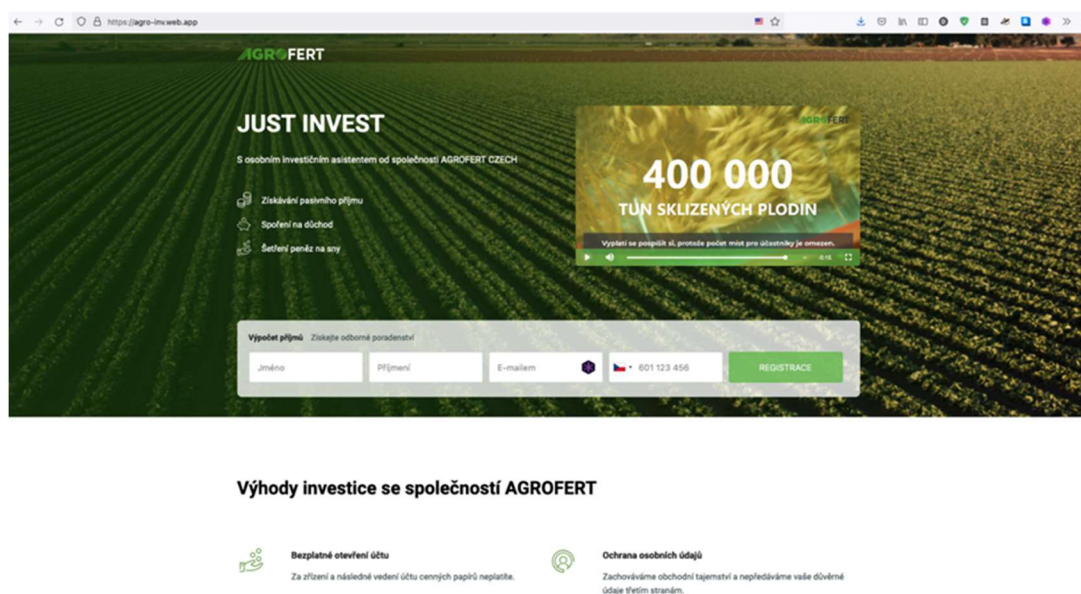 https://agro-inv.web.app
AGROFERT
JUST INVEST
S osobním investičním asistentem od společnosti AGROFERT CZECH
Získávání pasivního příjmu
Spoření na důchod
Šetření peněz na sny
AGROFERT
400 000
TUN SKLIZENÝCH PLODIN
Vyplatí se pospíšit si, protože počet míst pro účastníky je omezen.
-0:15
Výpočet příjmů Získejte odborné poradenství
Jméno Příjmení E-mailem 601 123 456 REGISTRACE
Výhody investice se společností AGROFERT
Bezplatné otevření účtu
Za zřízení a následné vedení účtu cenných papírů neplatíte.
Ochrana osobních údajů
Zachováváme obchodní tajemství a nepředáváme vaše důvěrné
údaje třetím stranám.